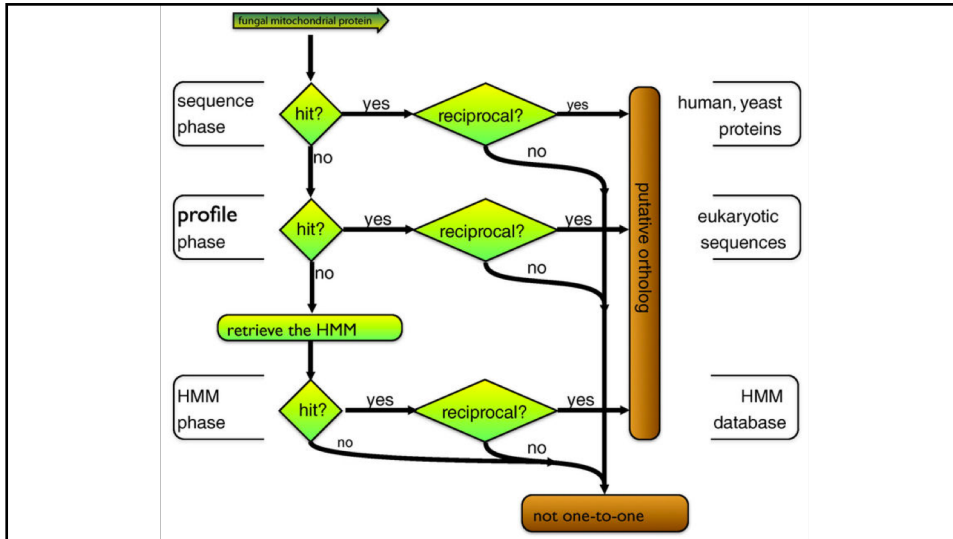 fungal mitochondrial protein
sequence
phase
hit?
yes
reciprocal?
yes
human, yeast
proteins
no
no
profile
phase
hit?
yes
reciprocal?
yes
eukaryotic
sequences
no
no
putative ortholog
retrieve the HMM
HMM
phase
hit?
yes
reciprocal?
yes
HMM
database
no
no
not one-to-one